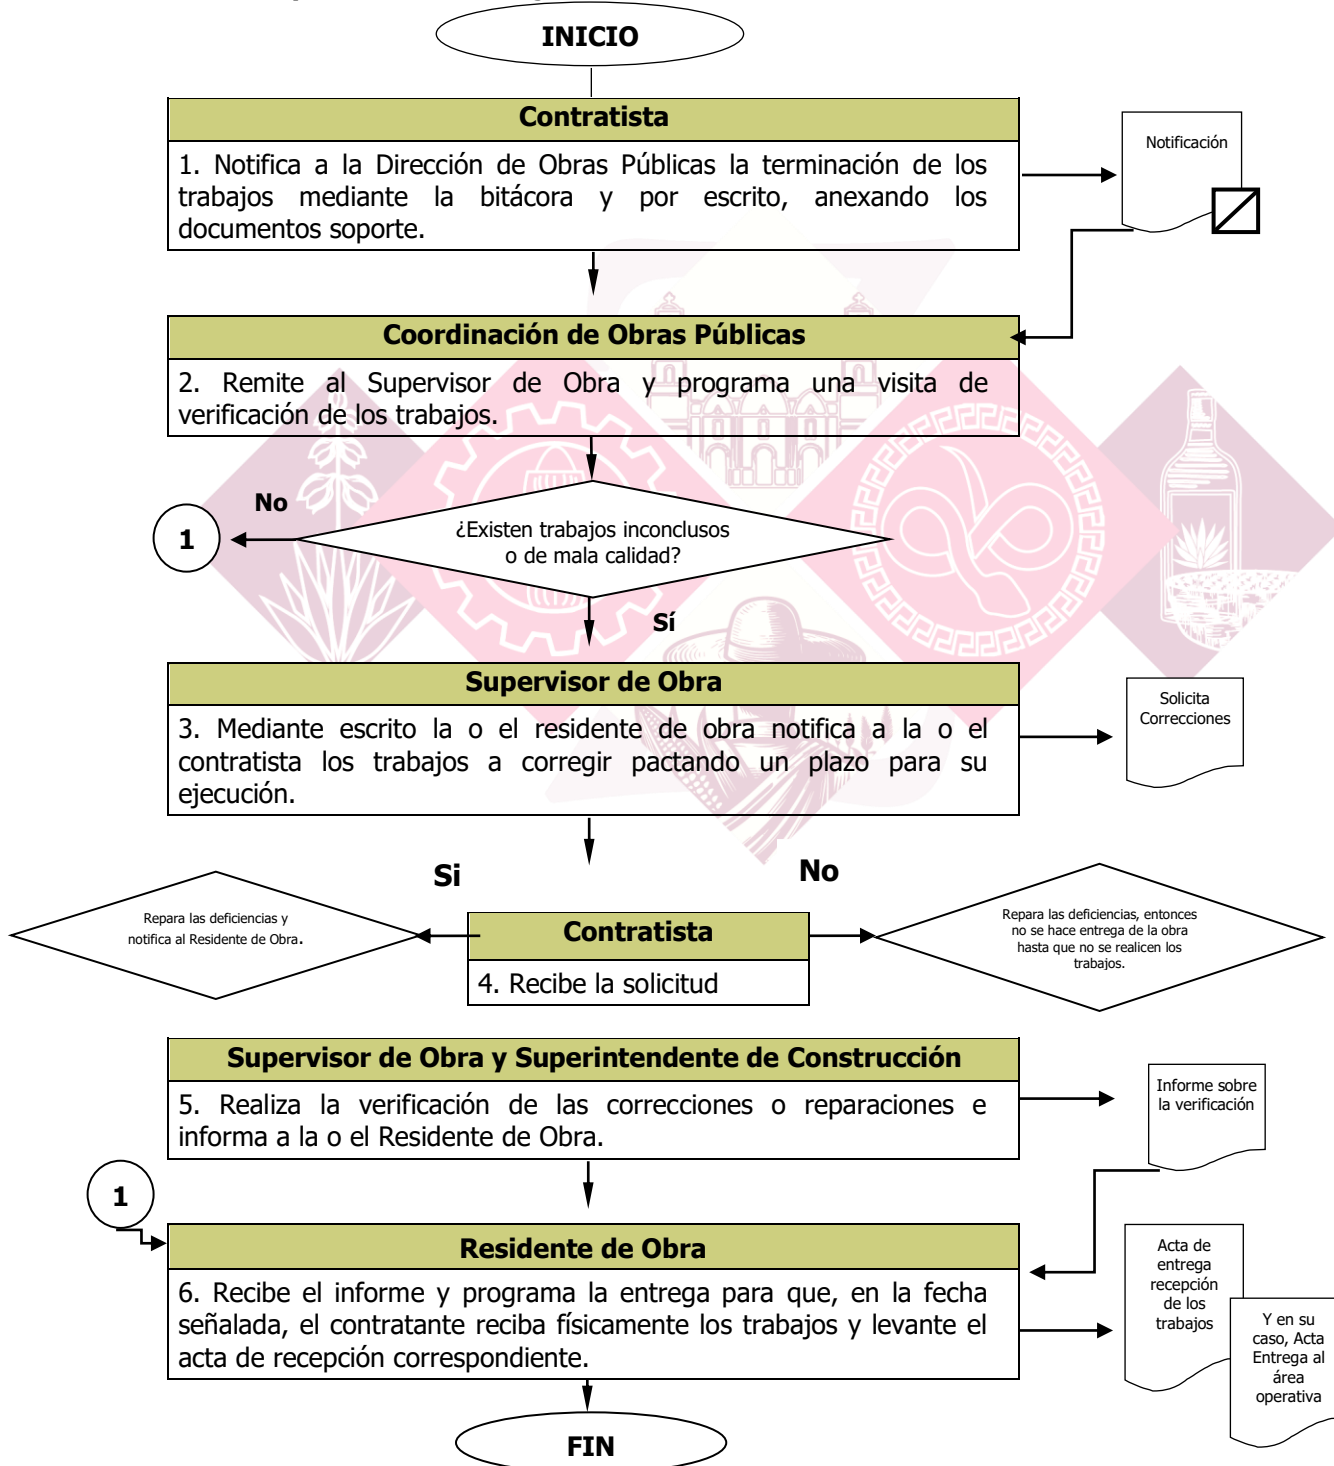 INICIO
Contratista
1. Notifica a la Dirección de Obras Públicas la terminación de los
trabajos mediante la bitácora y por escrito, anexando los
documentos soporte.
Notificación
Coordinación de Obras Públicas
2. Remite al Supervisor de Obra y programa una visita de
verificación de los trabajos.
No
1
¿Existen trabajos inconclusos
o de mala calidad?
Sí
Supervisor de Obra
3. Mediante escrito la o el residente de obra notifica a la o el
contratista los trabajos a corregir pactando un plazo para su
ejecución.
Solicita
Correcciones
Si
No
Repara las deficiencias y
notifica al Residente de Obra.
Contratista
4. Recibe la solicitud
Repara las deficiencias, entonces
no se hace entrega de la obra
hasta que no se realicen los
trabajos.
Supervisor de Obra y Superintendente de Construcción
5. Realiza la verificación de las correcciones o reparaciones e
informa a la o el Residente de Obra.
Informe sobre
la verificación
1
Residente de Obra
6. Recibe el informe y programa la entrega para que, en la fecha
señalada, el contratante reciba físicamente los trabajos y levante el
acta de recepción correspondiente.
Acta de
entrega
recepción
de los
trabajos
Y en su
caso, Acta
Entrega al
área
operativa
FIN